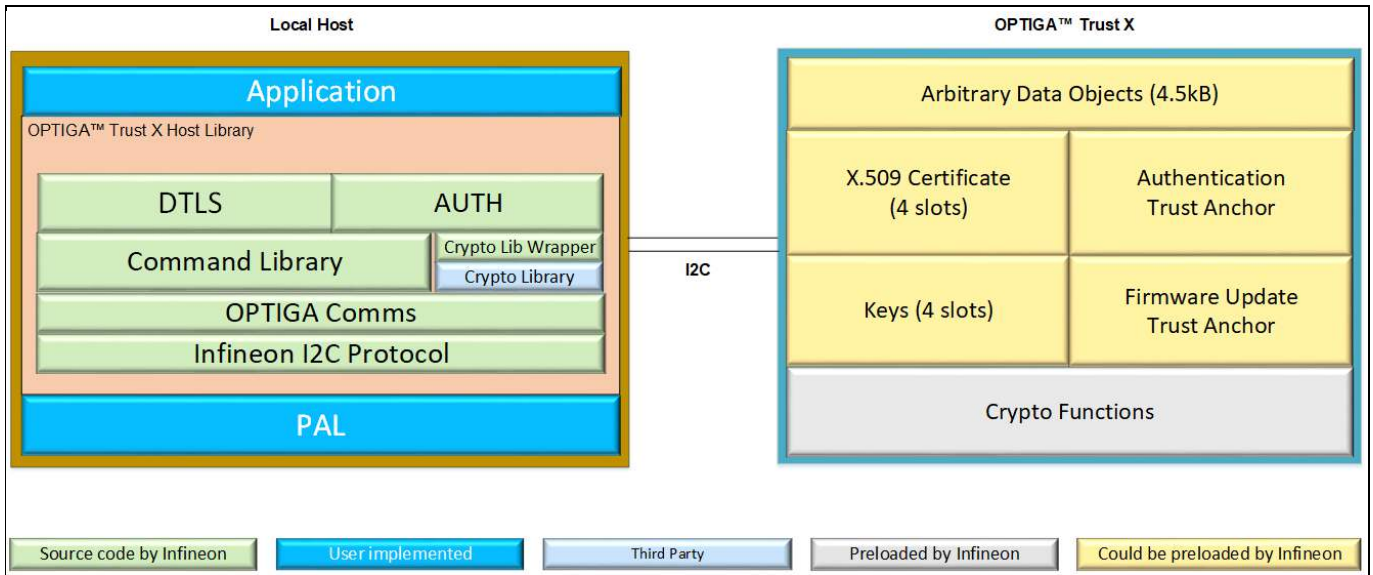 Local Host
OPTIGA™ Trust X
Application
OPTIGA™ Trust X Host Library
DTLS
AUTH
Command Library
Crypto Lib Wrapper
Crypto Library
OPTIGA Comms
Infineon I2C Protocol
PAL
I2C
Arbitrary Data Objects (4.5kB)
X.509 Certificate
(4 slots)
Authentication
Trust Anchor
Keys (4 slots)
Firmware Update
Trust Anchor
Crypto Functions
Source code by Infineon
User implemented
Third Party
Preloaded by Infineon
Could be preloaded by Infineon